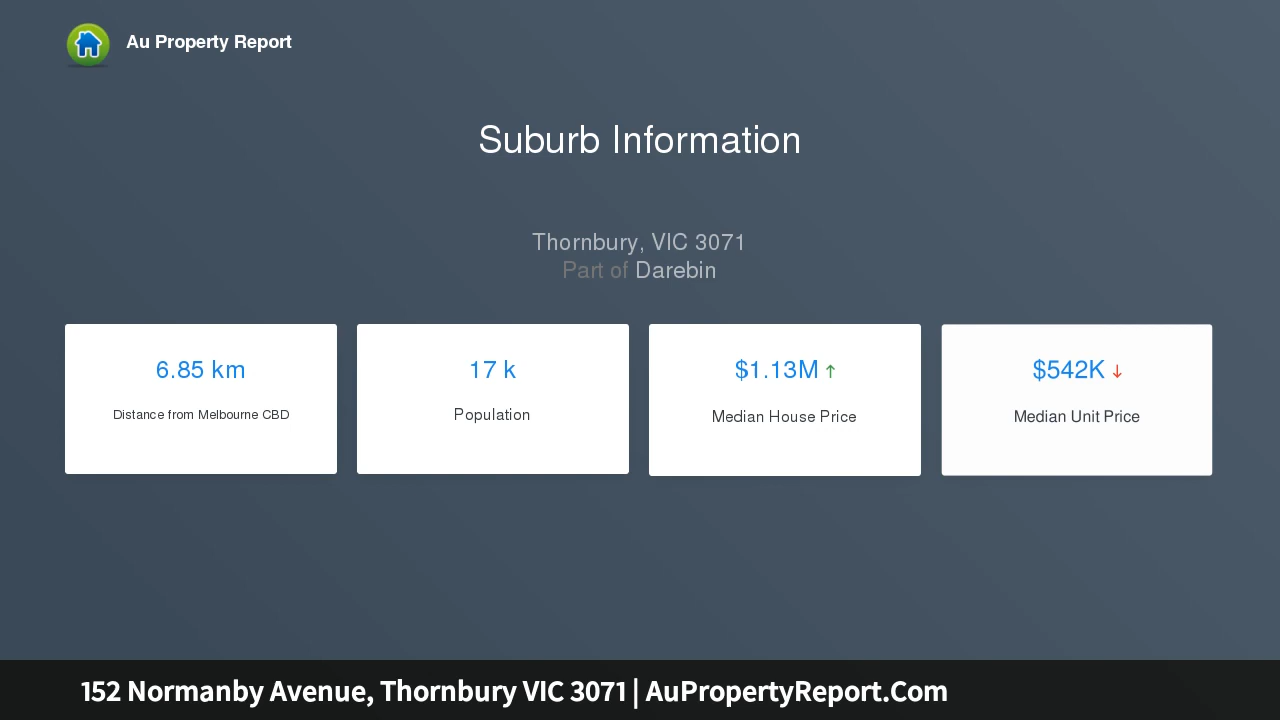 Au Property Report
Suburb Information
Thornbury, VIC 3071
Part of Darebin
6.85 km
Distance from Melbourne CBD
17 k
Population
$1.13M ↑
Median House Price
$542K ↓
Median Unit Price
152 Normanby Avenue, Thornbury VIC 3071 | AuPropertyReport.Com